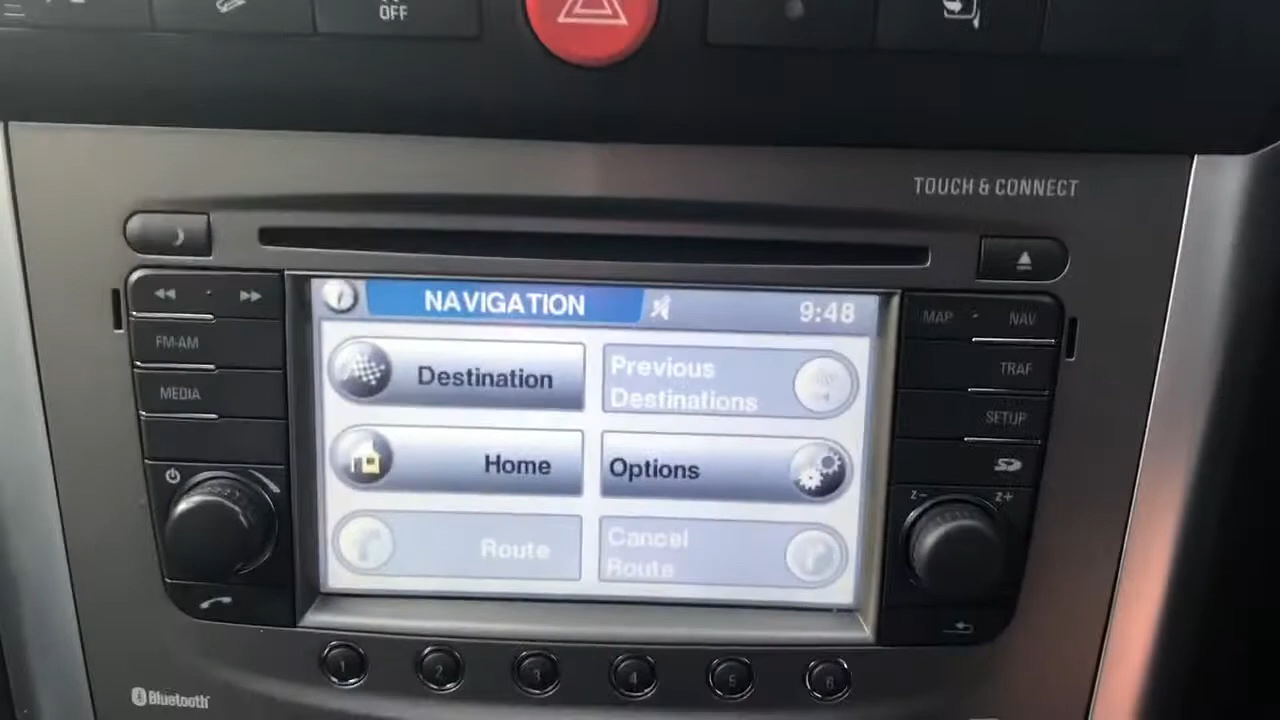 OFF
TOUCH & CONNECT
NAVIGATION
9:48
MAP
NAV
FM-AM
Destination
Previous
Destinations
TRAF
MEDIA
Home
Options
SETUP
Z-
Z+
Route
Cancel
Route
1
2
3
4
5
6
Bluetooth